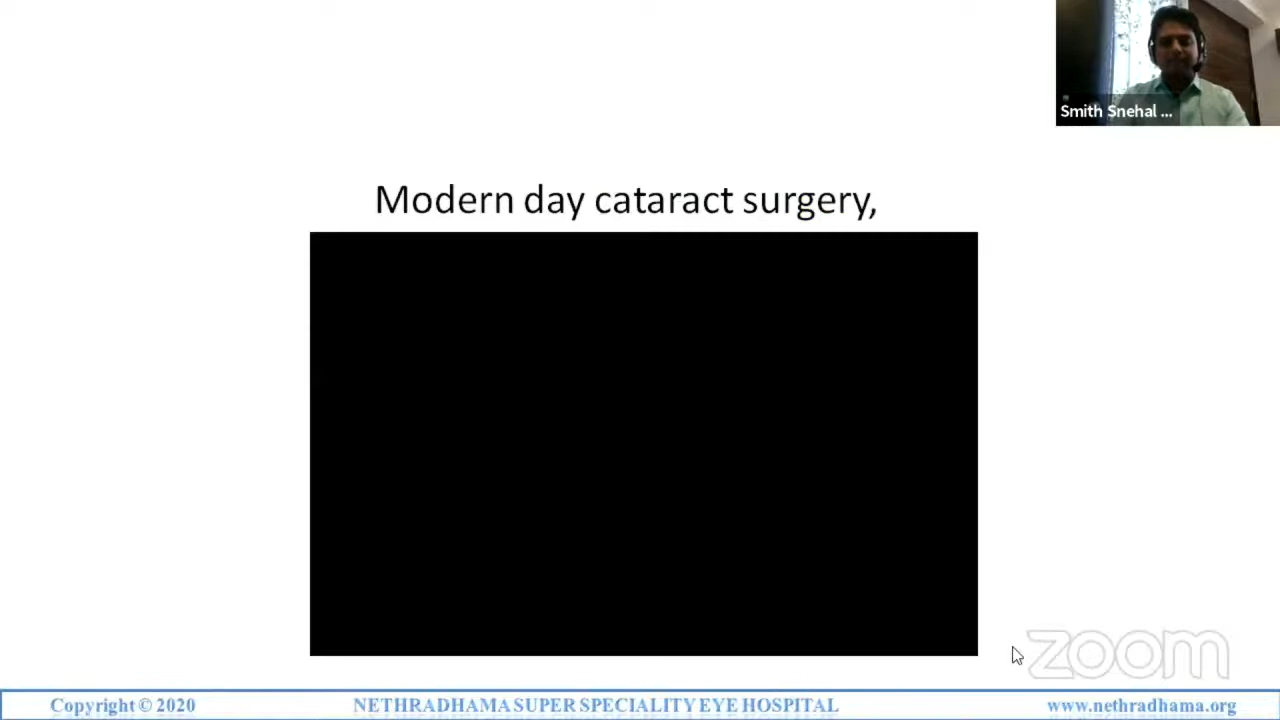 Smith Snehal ...
Modern day cataract surgery,
zoom
Copyright © 2020 NETHRADHAMA SUPER SPECIALITY EYE HOSPITAL www.nethradhama.org